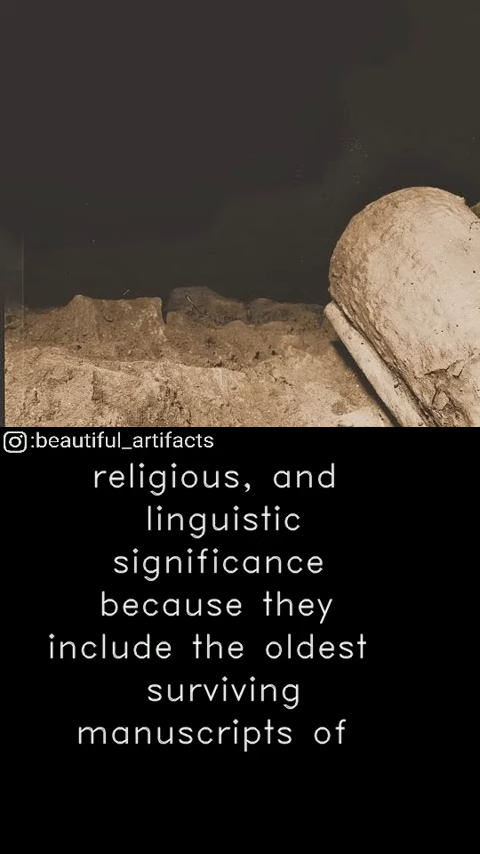 :beautiful_artifacts
religious, and
linguistic
significance
because they
include the oldest
surviving
manuscripts of